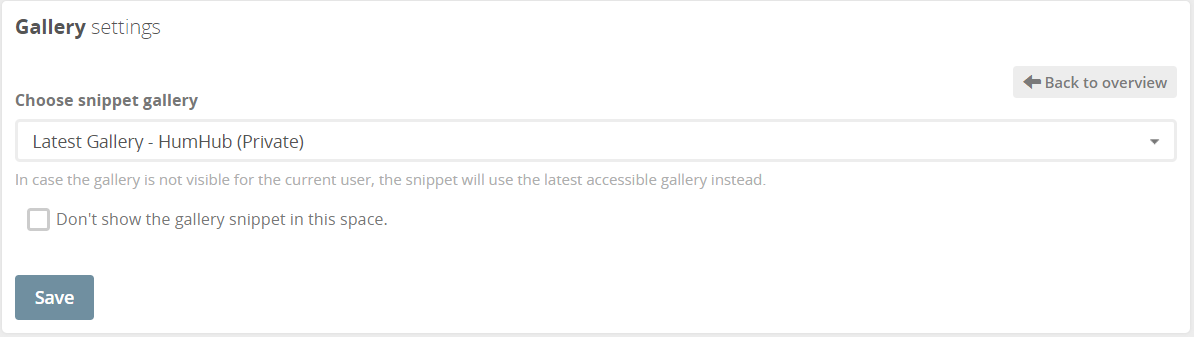 Gallery settings
Back to overview
Choose snippet gallery
Latest Gallery - HumHub (Private)
In case the gallery is not visible for the current user, the snippet will use the latest accessible gallery instead.
Don't show the gallery snippet in this space.
Save